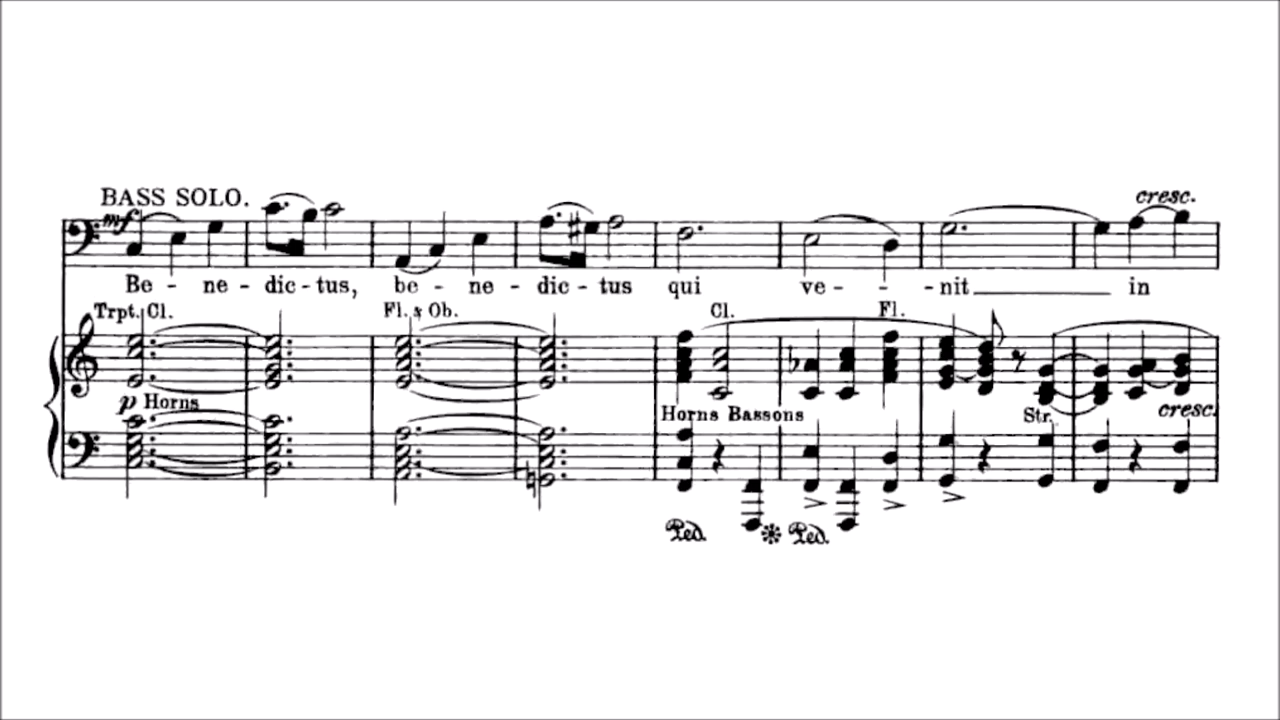 BASS SOLO.
cresc.
mf
Be - ne - dic - tus, be - ne - dic - tus qui ve - - nit in
Trpt. Cl. Fl. & Ob. Cl. Fl.
p Horns
Horns Bassons Str. cresc.
Ped. Ped.